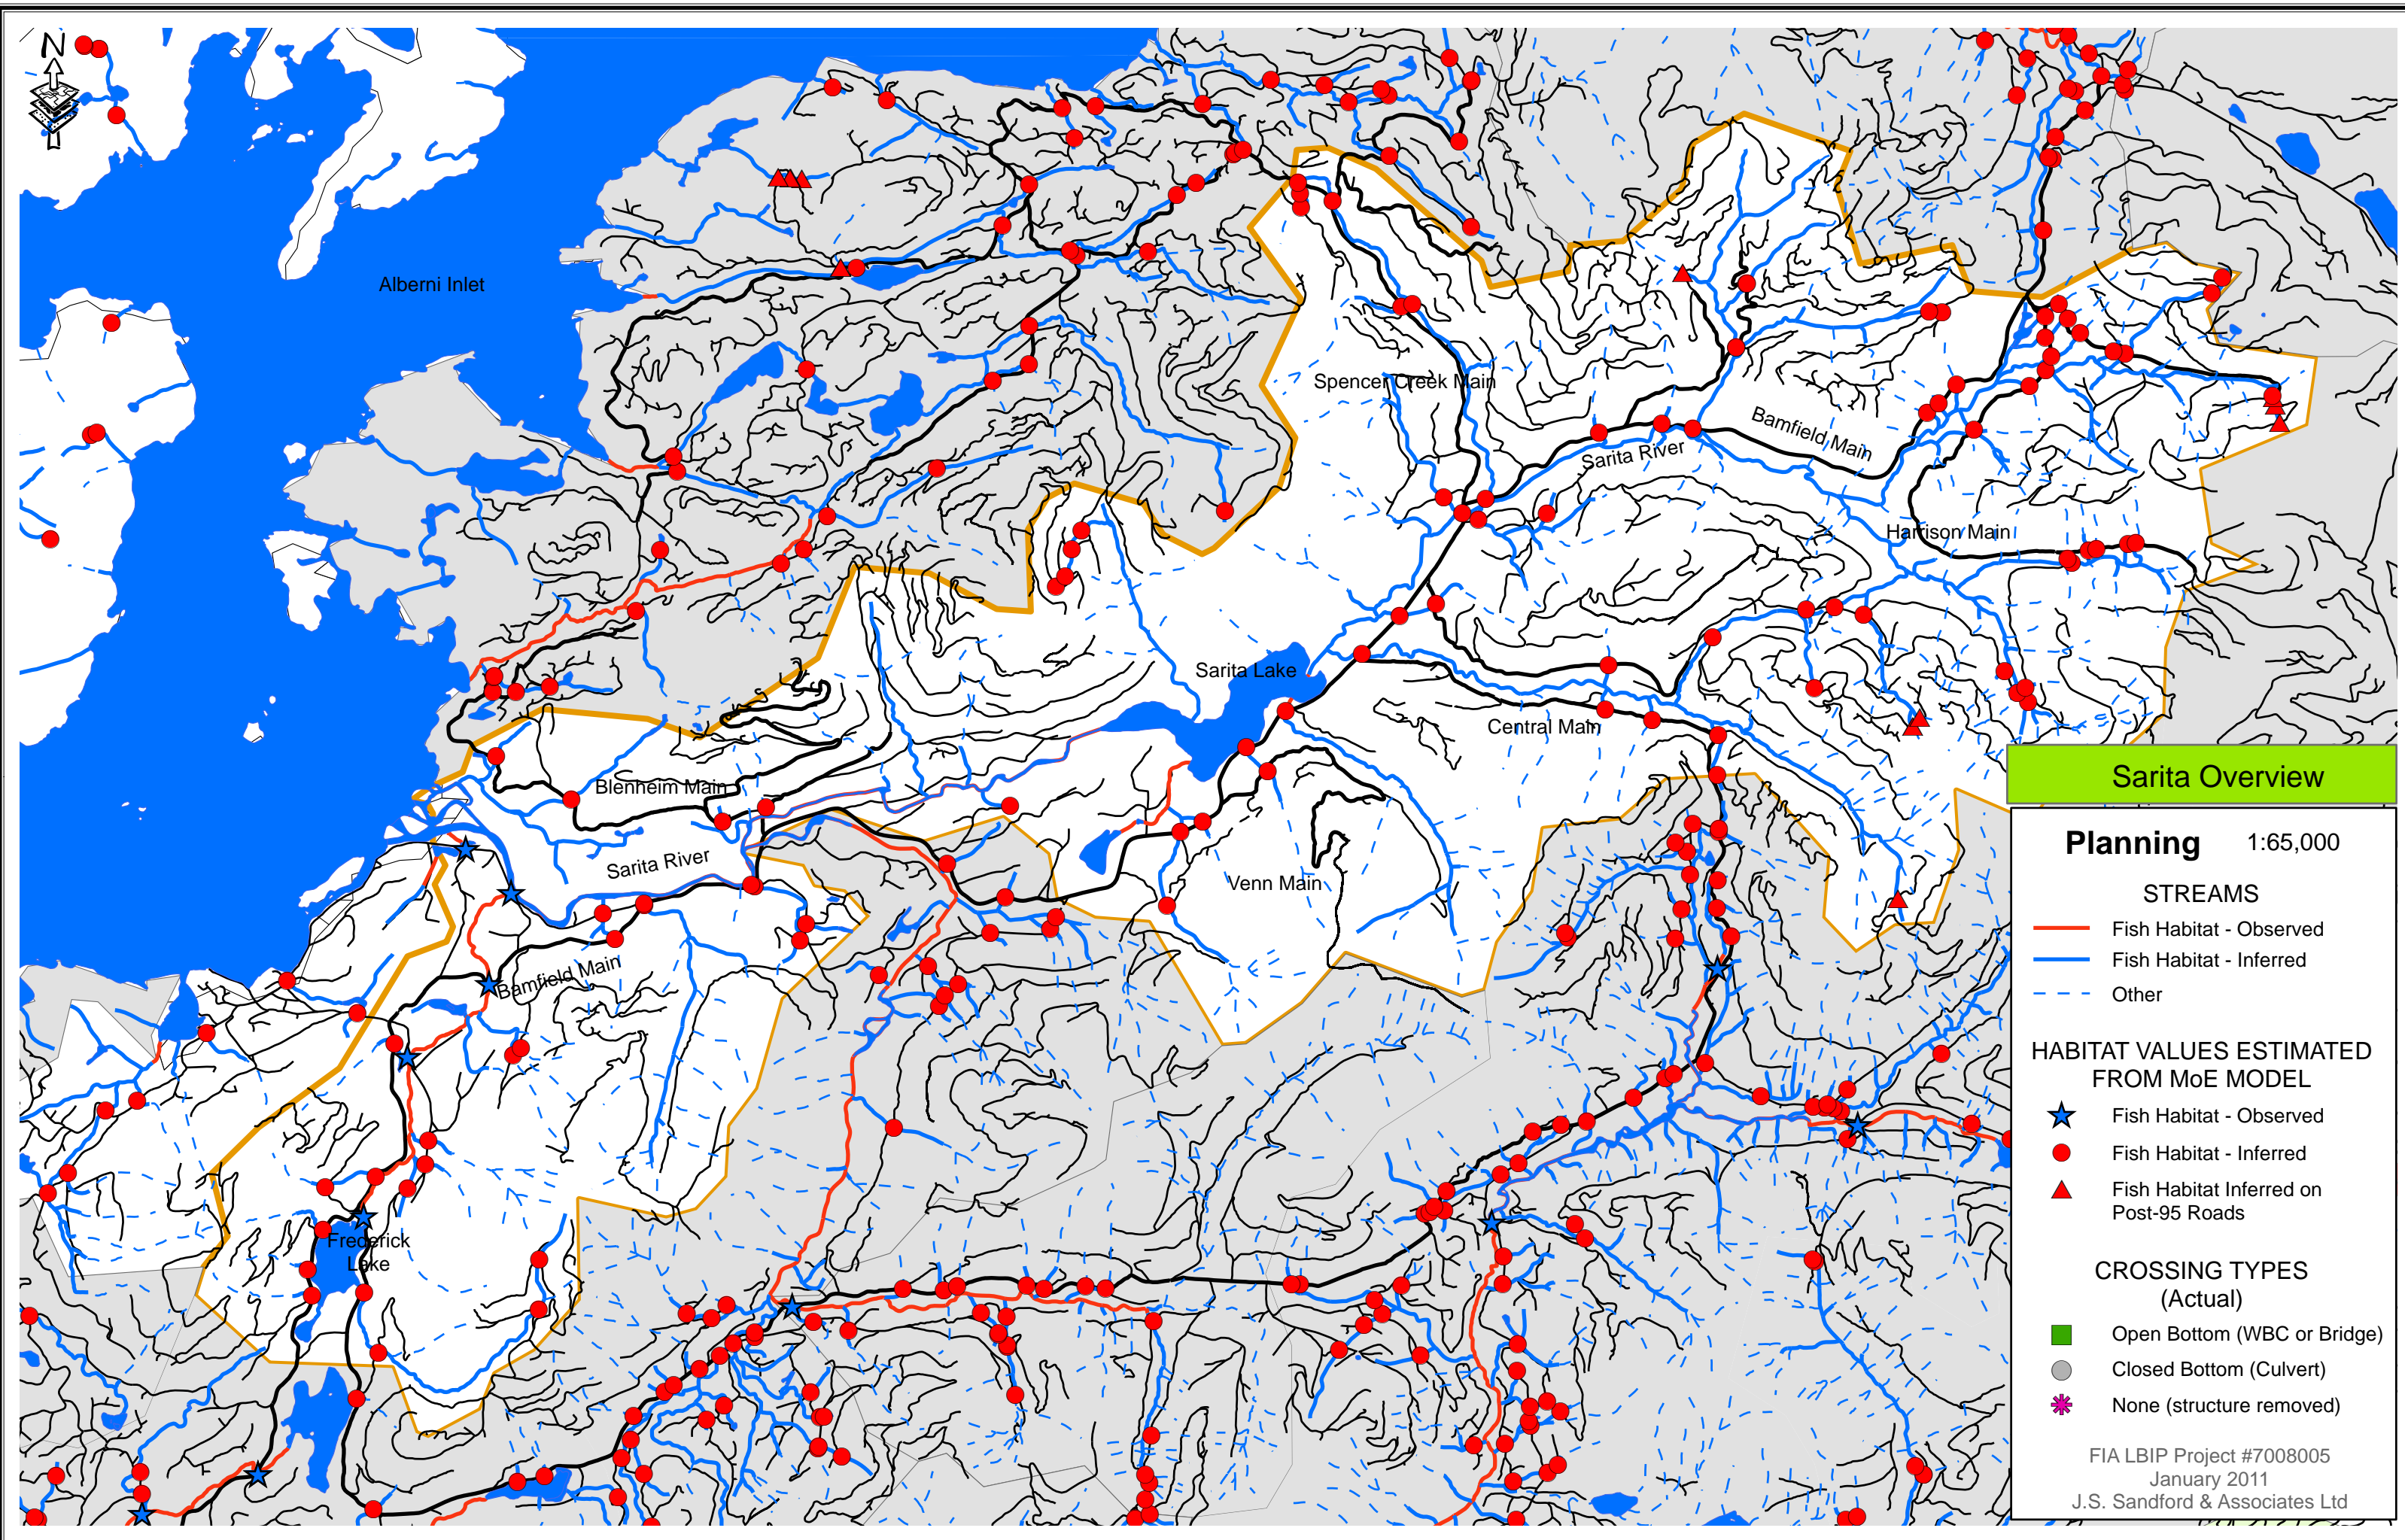 N
Alberni Inlet
Spencer Creek Main
Bamfield Main
Sarita River
Harrison Main
Sarita Lake
Central Main
Blenheim Main
Sarita River
Venn Main
Bamfield Main
Frederick
Lake
Sarita Overview
Planning 1:65,000
STREAMS
Fish Habitat - Observed
Fish Habitat - Inferred
Other
HABITAT VALUES ESTIMATED
FROM MoE MODEL
Fish Habitat - Observed
Fish Habitat - Inferred
Fish Habitat Inferred on
Post-95 Roads
CROSSING TYPES
(Actual)
Open Bottom (WBC or Bridge)
Closed Bottom (Culvert)
None (structure removed)
FIA LBIP Project #7008005
January 2011
J.S. Sandford & Associates Ltd